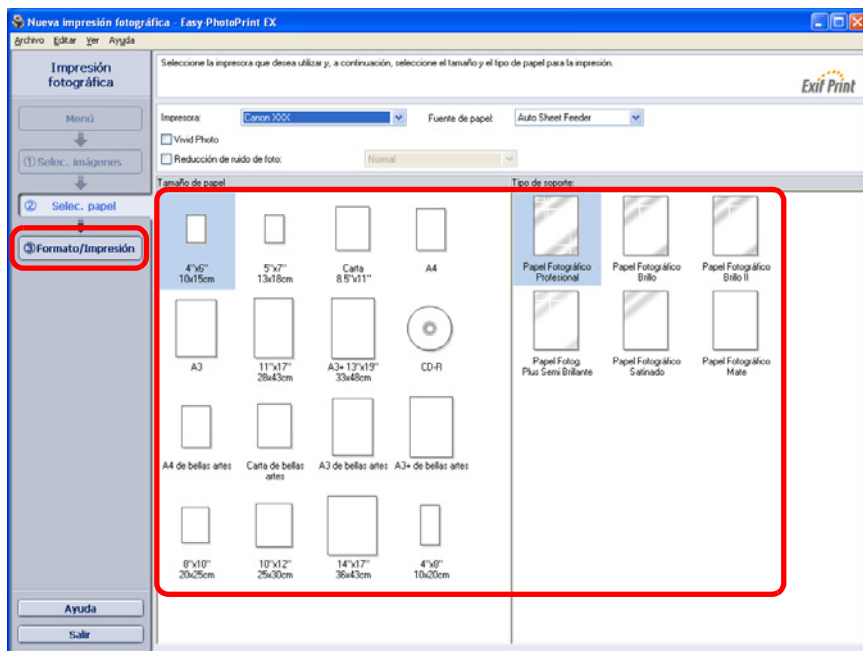 Nueva impresión fotográfica - Easy-PhotoPrint EX
Archivo Editar Ver Ayuda
Impresión
fotográfica
Menú
① Selec. imágenes
② Selec. papel
③ Formato/Impresión
Ayuda
Salir
Seleccione la impresora que desea utilizar y, a continuación, seleccione el tamaño y el tipo de papel para la impresión.
Exif Print
Impresora: Canon XXX Fuente de papel: Auto Sheet Feeder
Vivid Photo
Reducción de ruido de foto: Normal
Tamaño de papel
4"x6"
10x15cm
5"x7"
13x18cm
Carta
8.5"x11"
A4
A3
11"x17"
28x43cm
A3+ 13"x19"
33x48cm
CD-R
A4 de bellas artes
Carta de bellas
artes
A3 de bellas artes
A3+ de bellas artes
8"x10"
20x25cm
10"x12"
25x30cm
14"x17"
36x43cm
4"x8"
10x20cm
Tipo de soporte:
Papel Fotográfico
Profesional
Papel Fotográfico
Brillo
Papel Fotográfico
Brillo II
Papel Fotog.
Plus Semi Brillante
Papel Fotográfico
Satinado
Papel Fotográfico
Mate